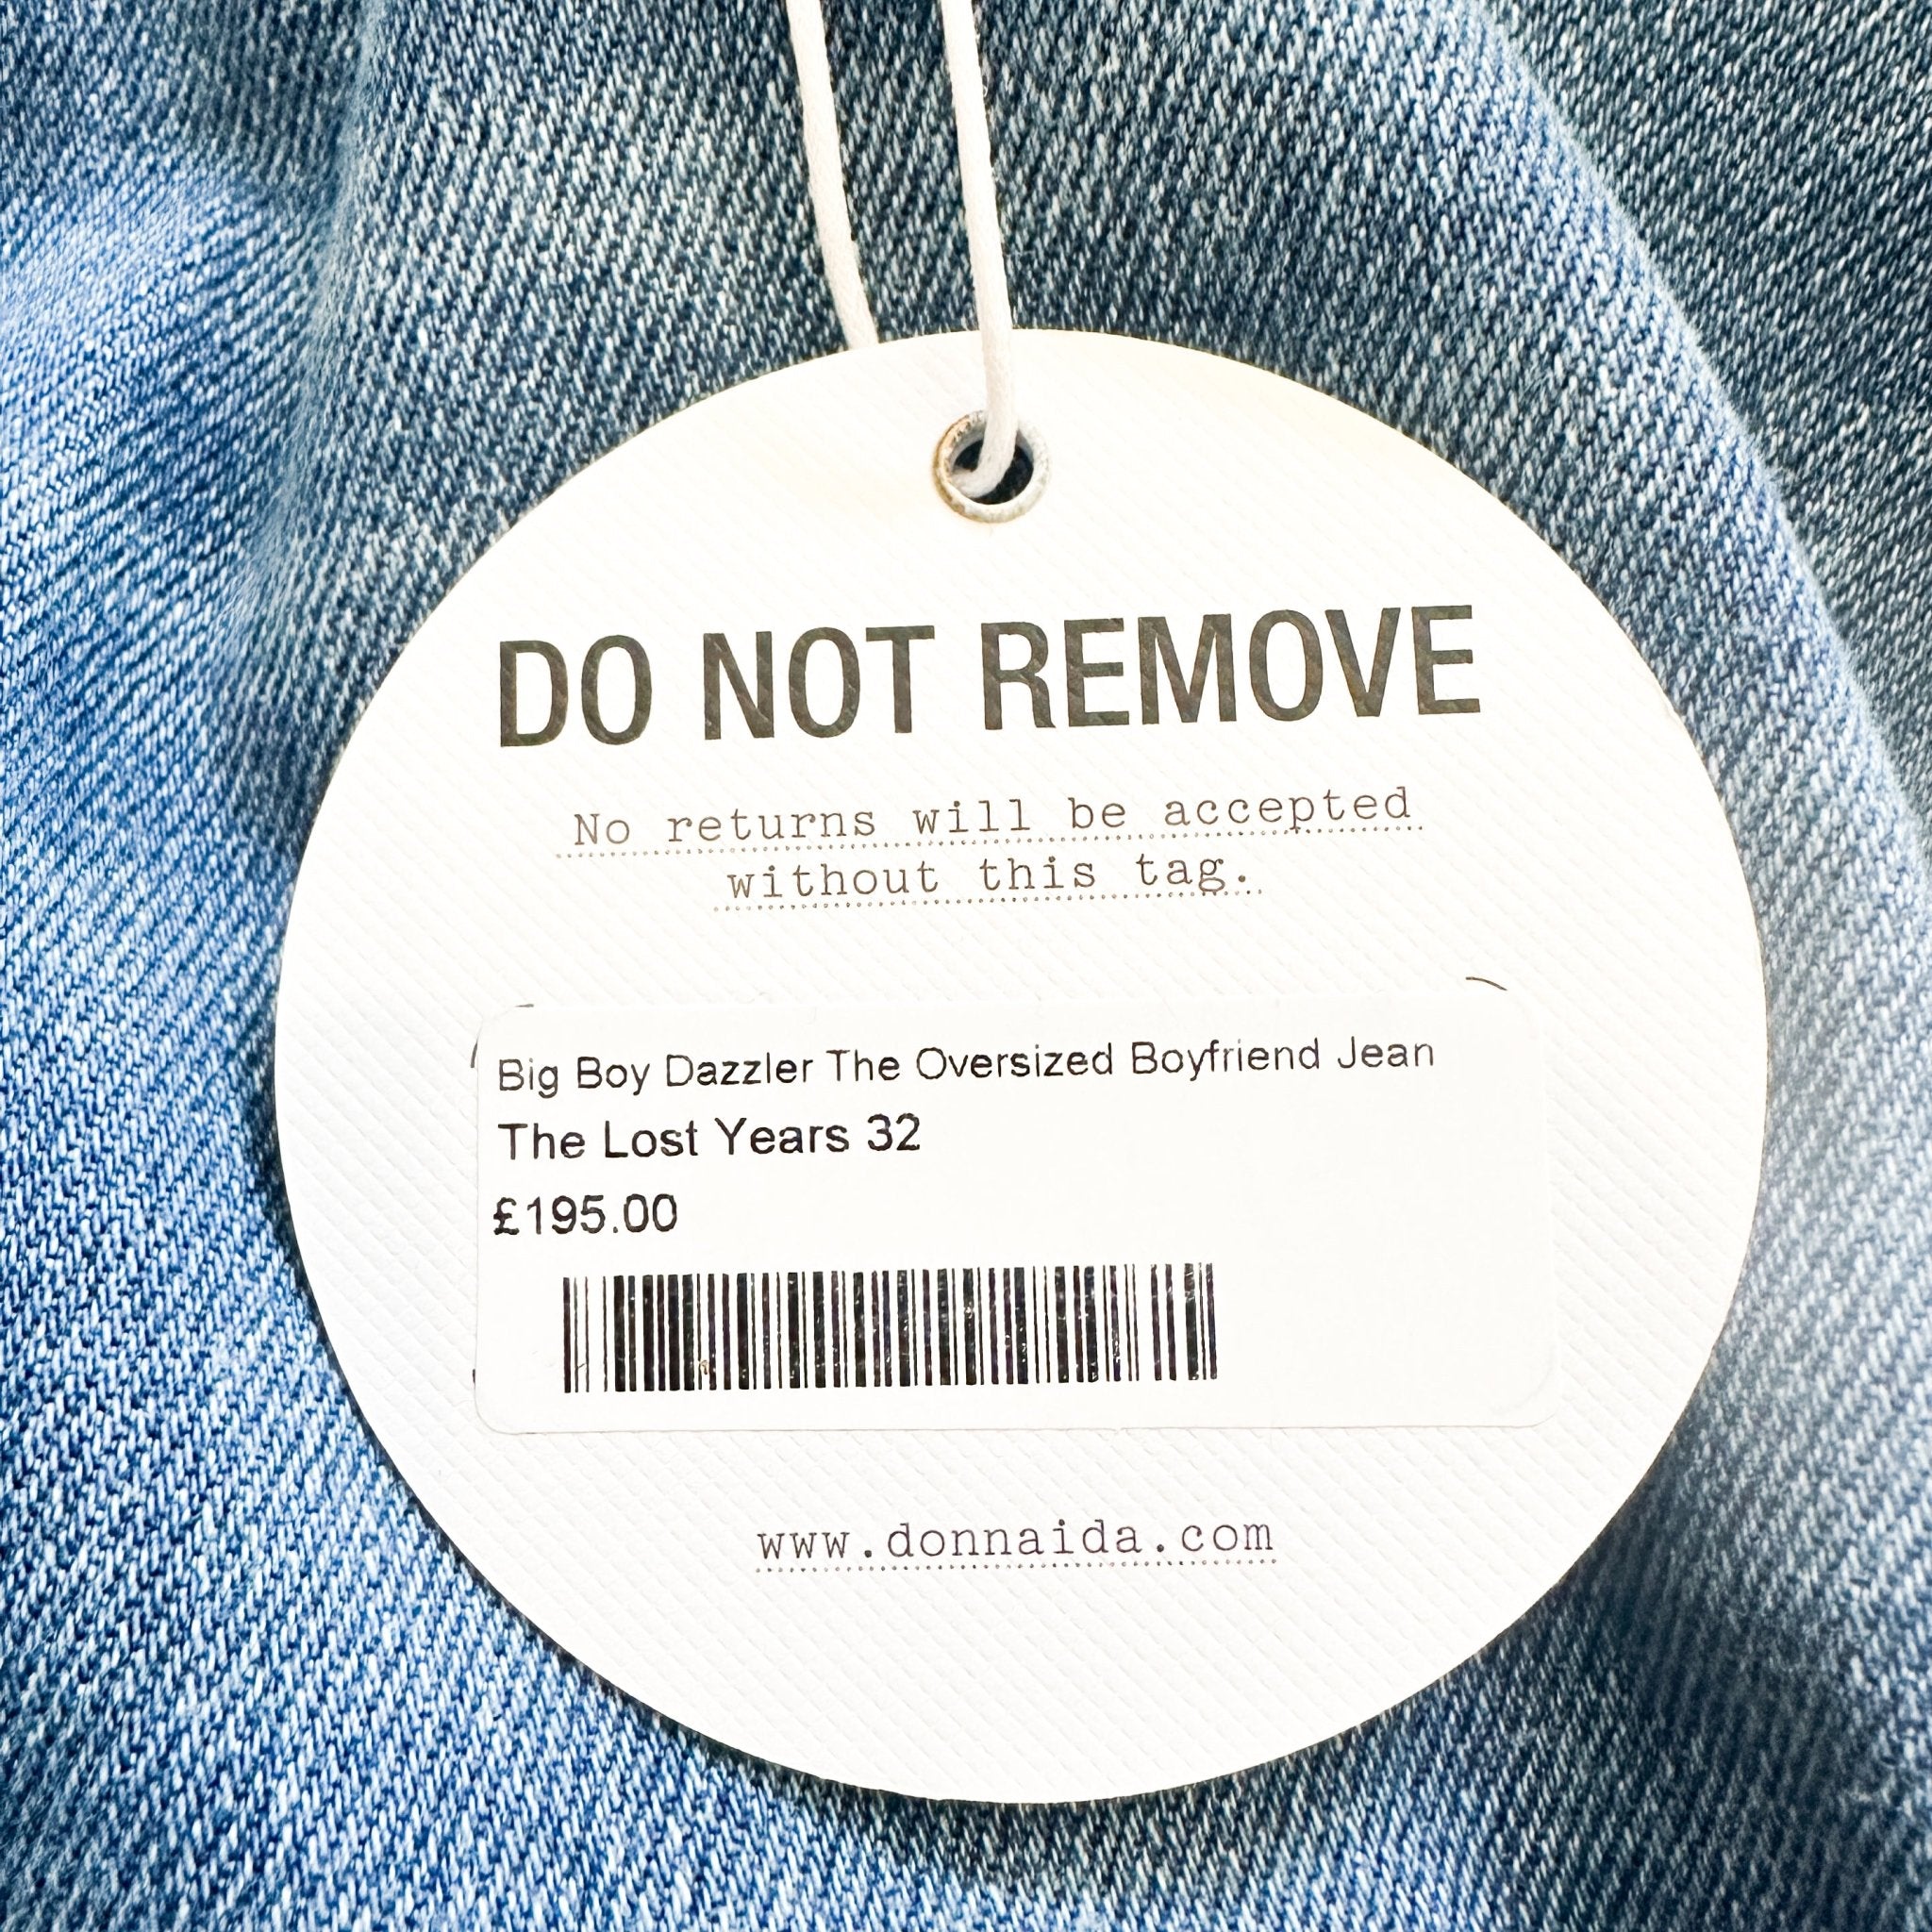 DO NOT REMOVE
No returns will be accepted
without this tag.
Big Boy Dazzler The Oversized Boyfriend Jean
The Lost Years 32
£195.00
www.donnaida.com